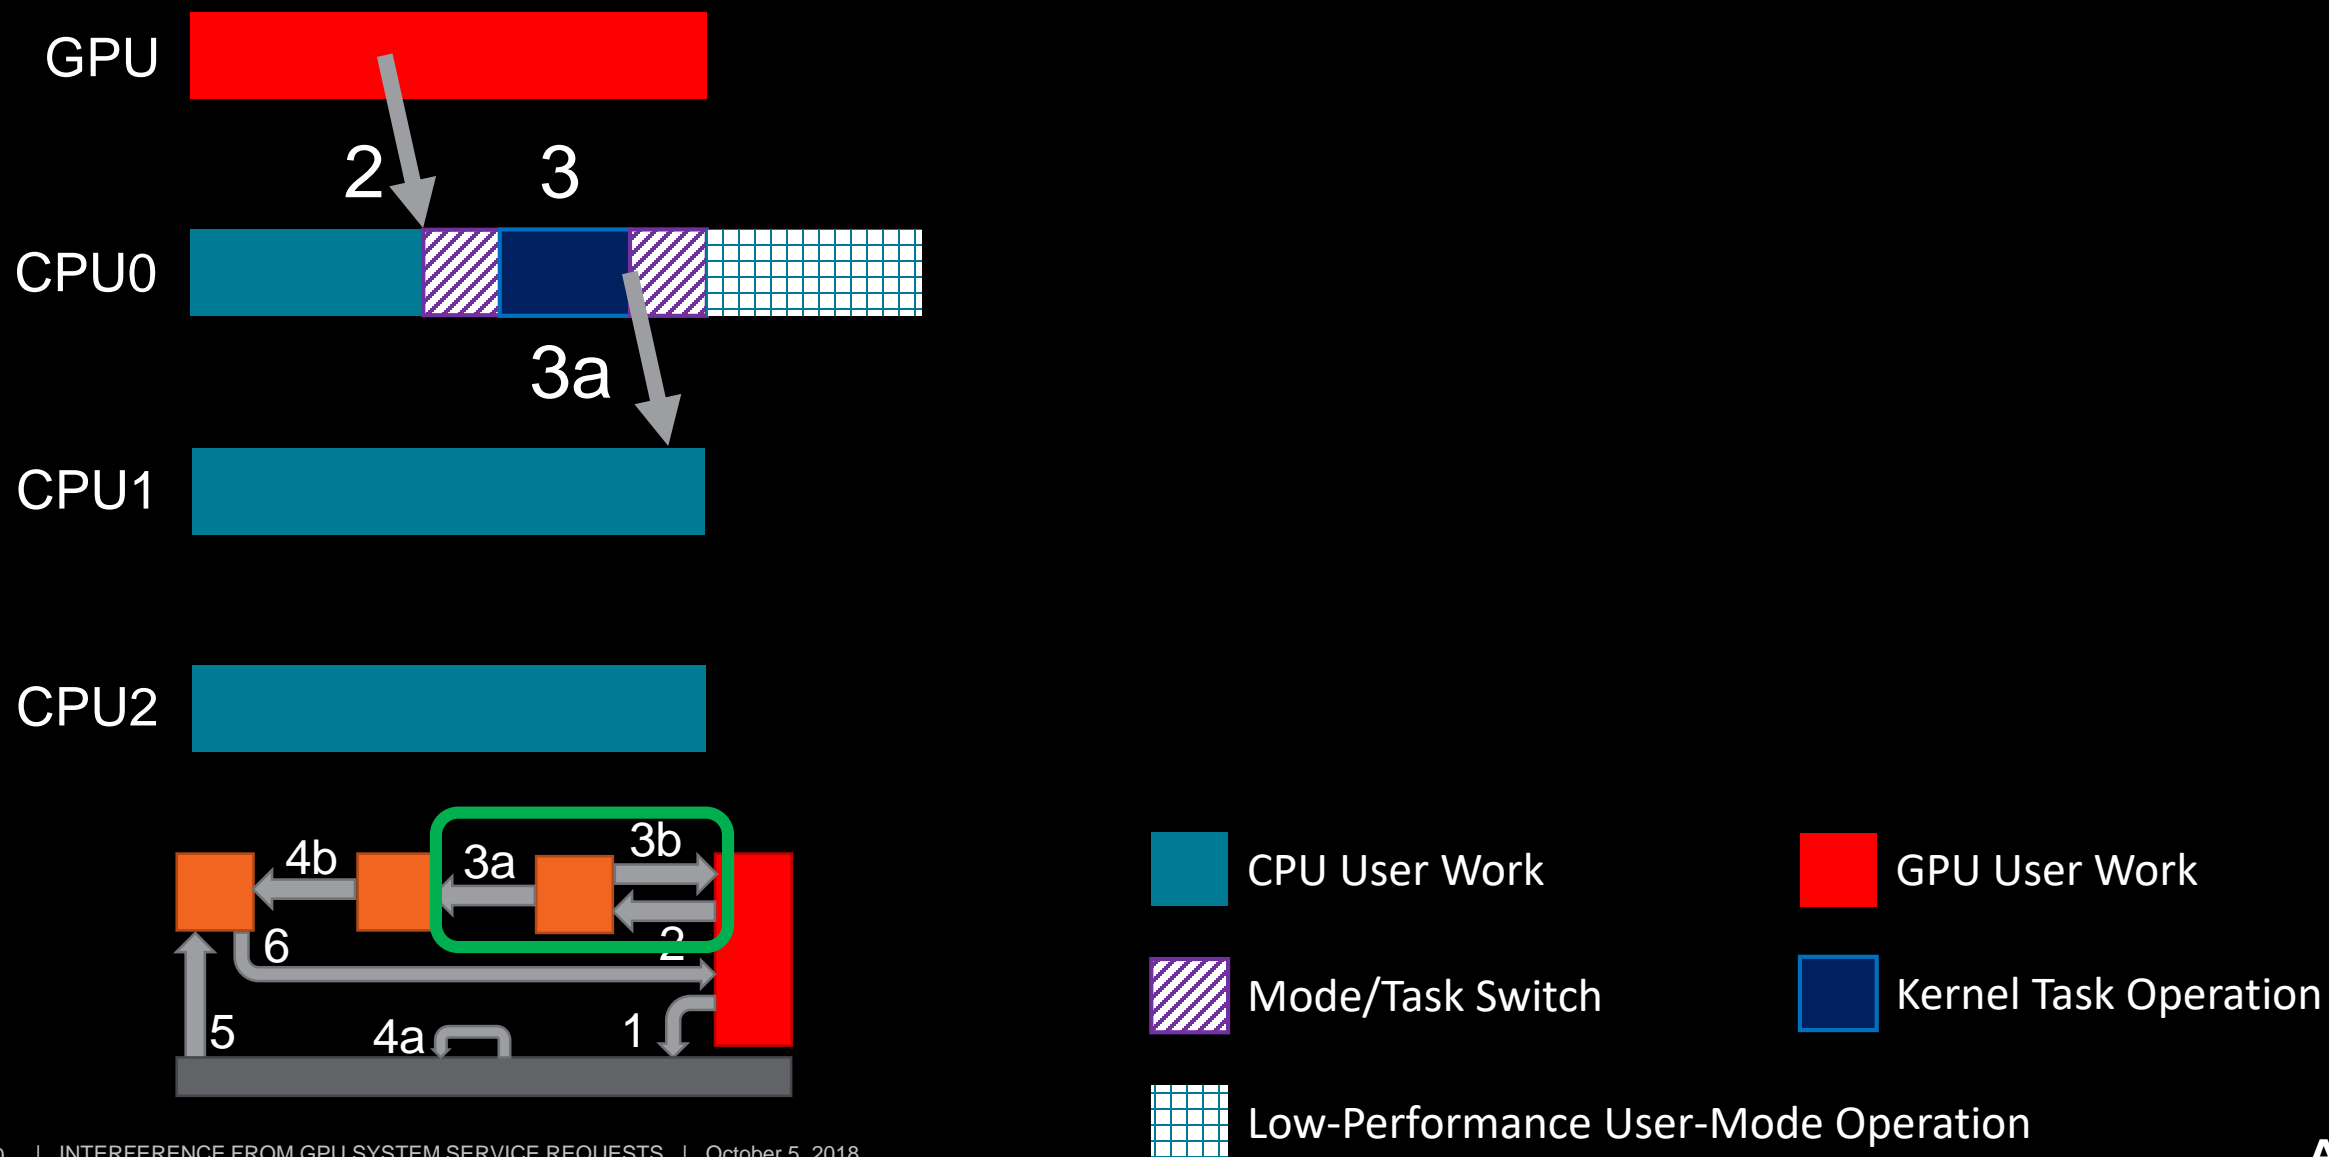 GPU
2 3
CPU0
3a
CPU1
CPU2
3b
4b 3a
2
6
5 4a 1
CPU User Work
GPU User Work
Mode/Task Switch
Kernel Task Operation
Low-Performance User-Mode Operation
| INTERFERENCE FROM GPU SYSTEM SERVICE REQUESTS | October 5, 2018